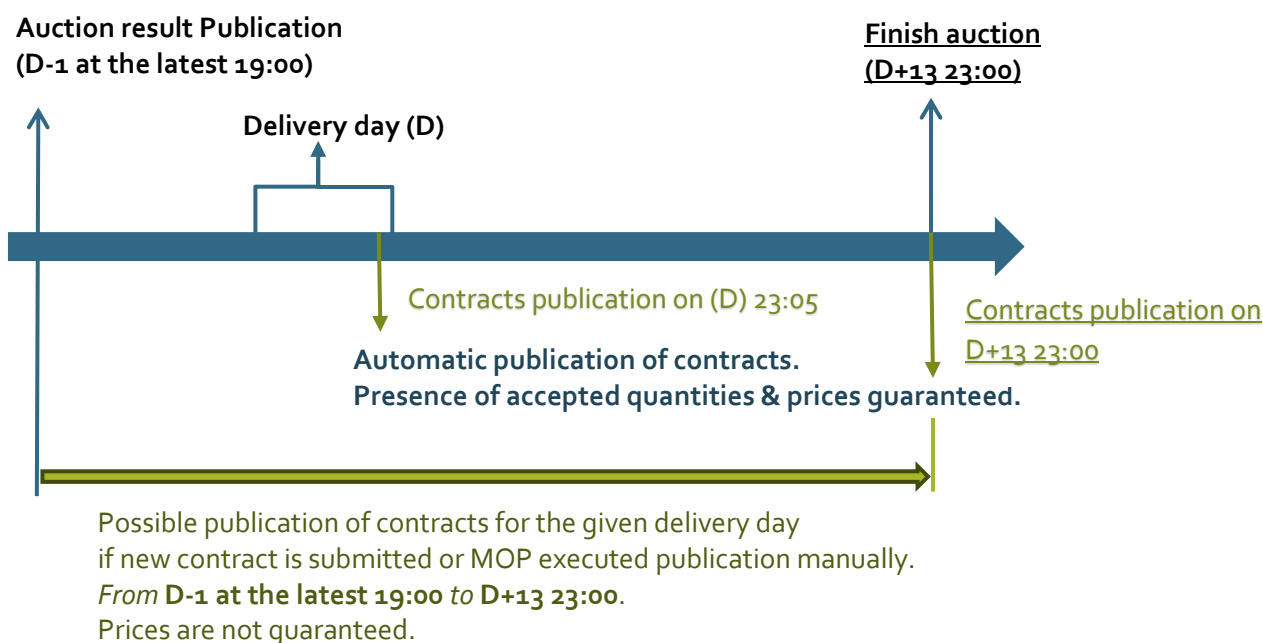 Auction result Publication
(D-1 at the latest 19:00)
Finish auction
(D+13 23:00)
Delivery day (D)
Contracts publication on (D) 23:05
Contracts publication on
D+13 23:00
Automatic publication of contracts.
Presence of accepted quantities & prices guaranteed.
Possible publication of contracts for the given delivery day
if new contract is submitted or MOP executed publication manually.
From D-1 at the latest 19:00 to D+13 23:00.
Prices are not guaranteed.